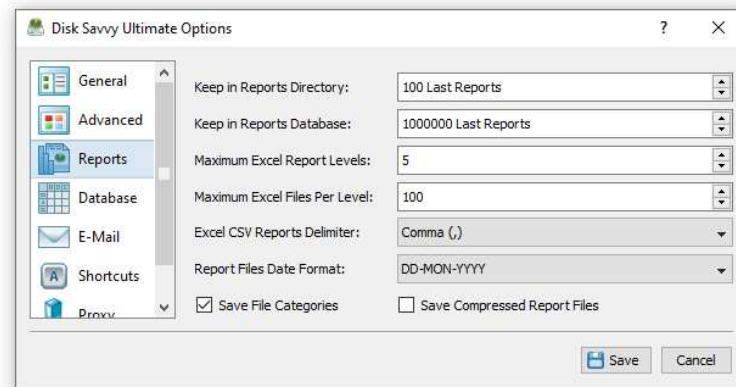 Disk Savvy Ultimate Options
General
Advanced
Reports
Database
E-Mail
Shortcuts
Proxy
Keep in Reports Directory: 100 Last Reports
Keep in Reports Database: 1000000 Last Reports
Maximum Excel Report Levels: 5
Maximum Excel Files Per Level: 100
Excel CSV Reports Delimiter: Comma (,)
Report Files Date Format: DD-MON-YYYY
Save File Categories Save Compressed Report Files
Save Cancel